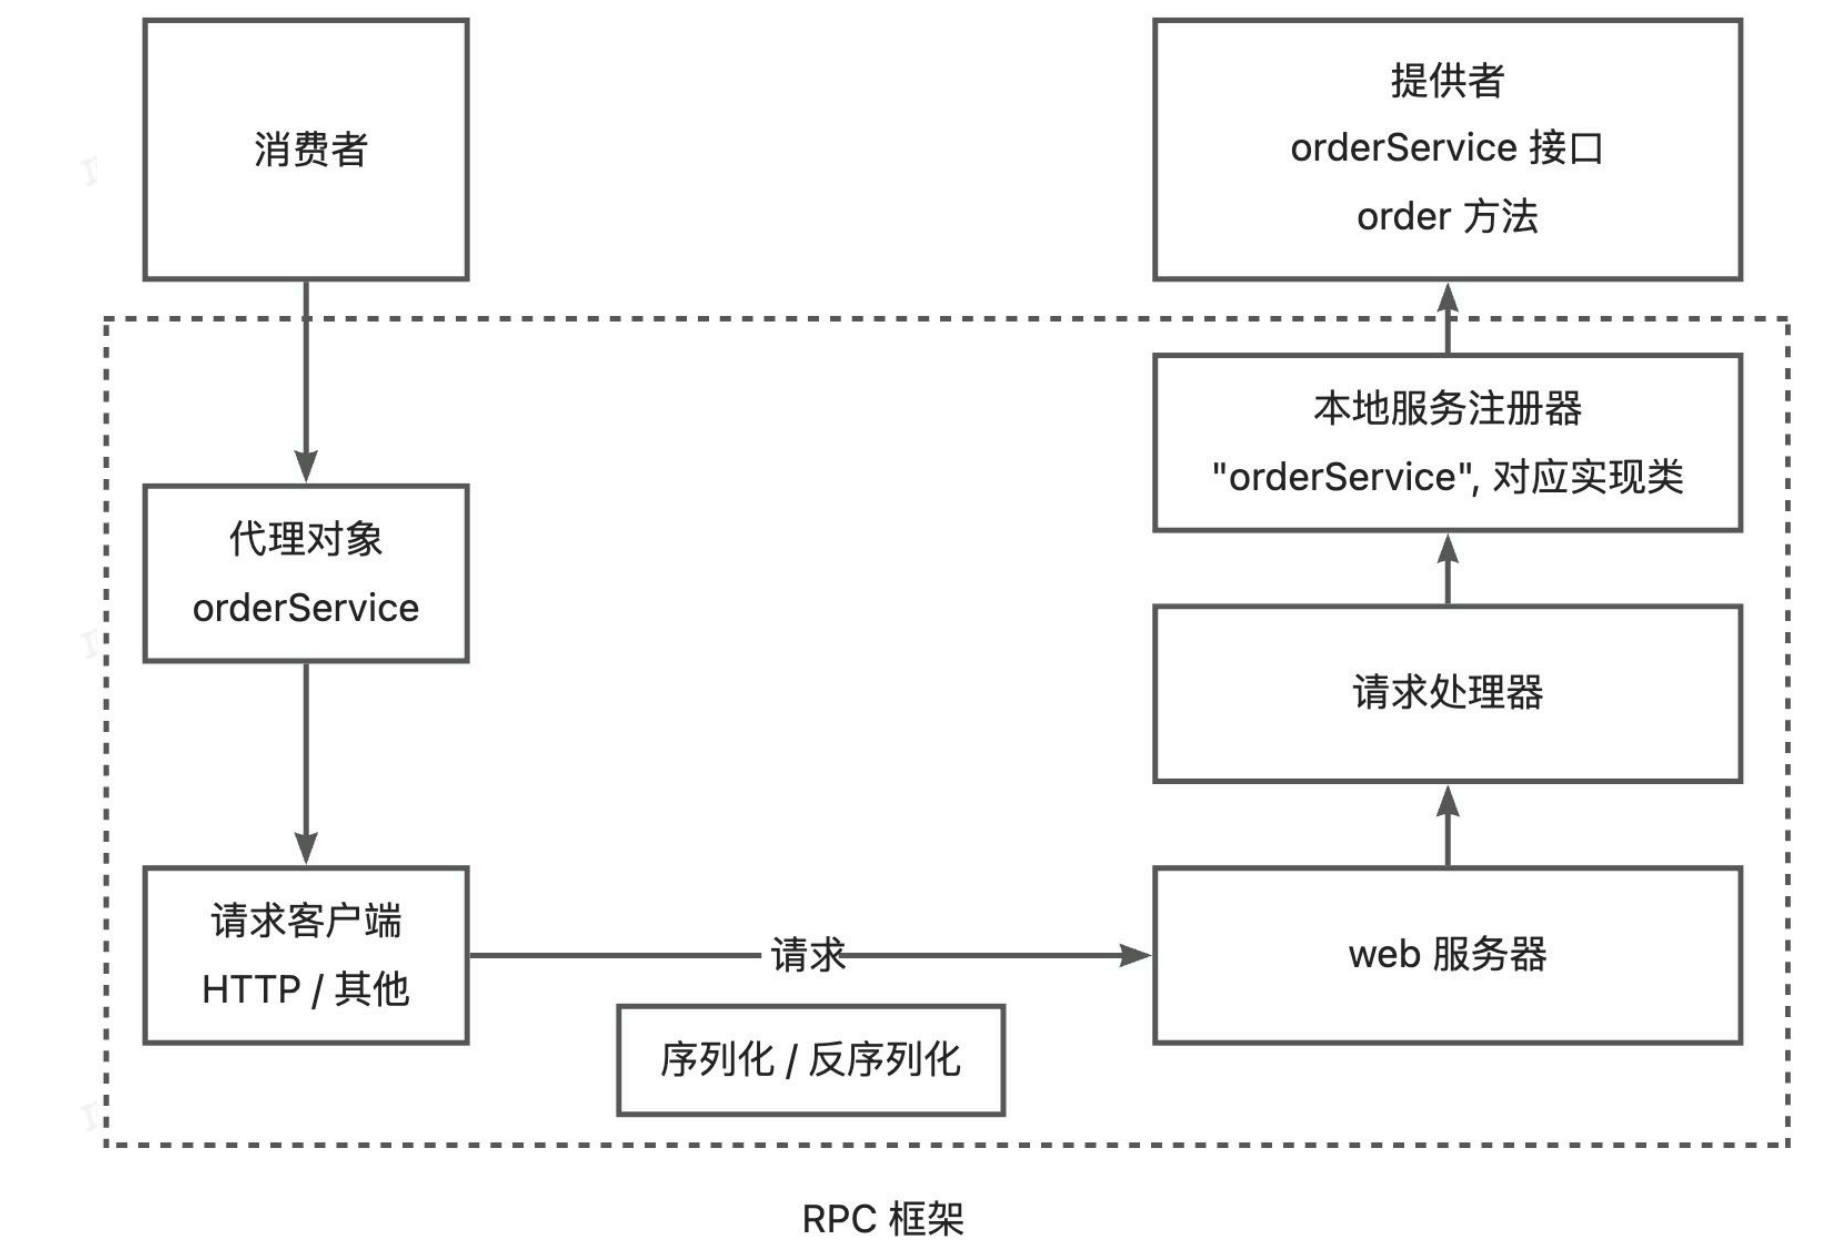 消费者
提供者
orderService 接口
order 方法
代理对象
orderService
本地服务注册器
"orderService", 对应实现类
请求处理器
请求客户端
HTTP / 其他
请求
web 服务器
序列化 / 反序列化
RPC 框架